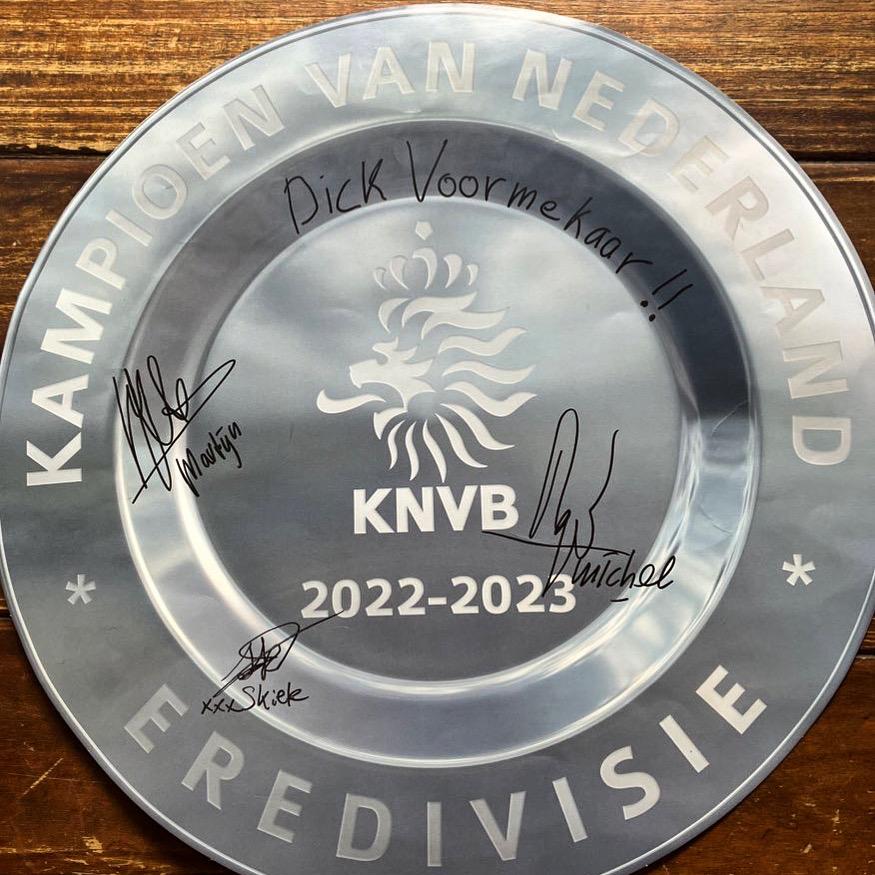 KAMPIOEN VAN NEDERLAND
Dick Voormekaar!!
Martijn
KNVB
michel
* 2022-2023 *
xxx Skiek
EREDIVISIE